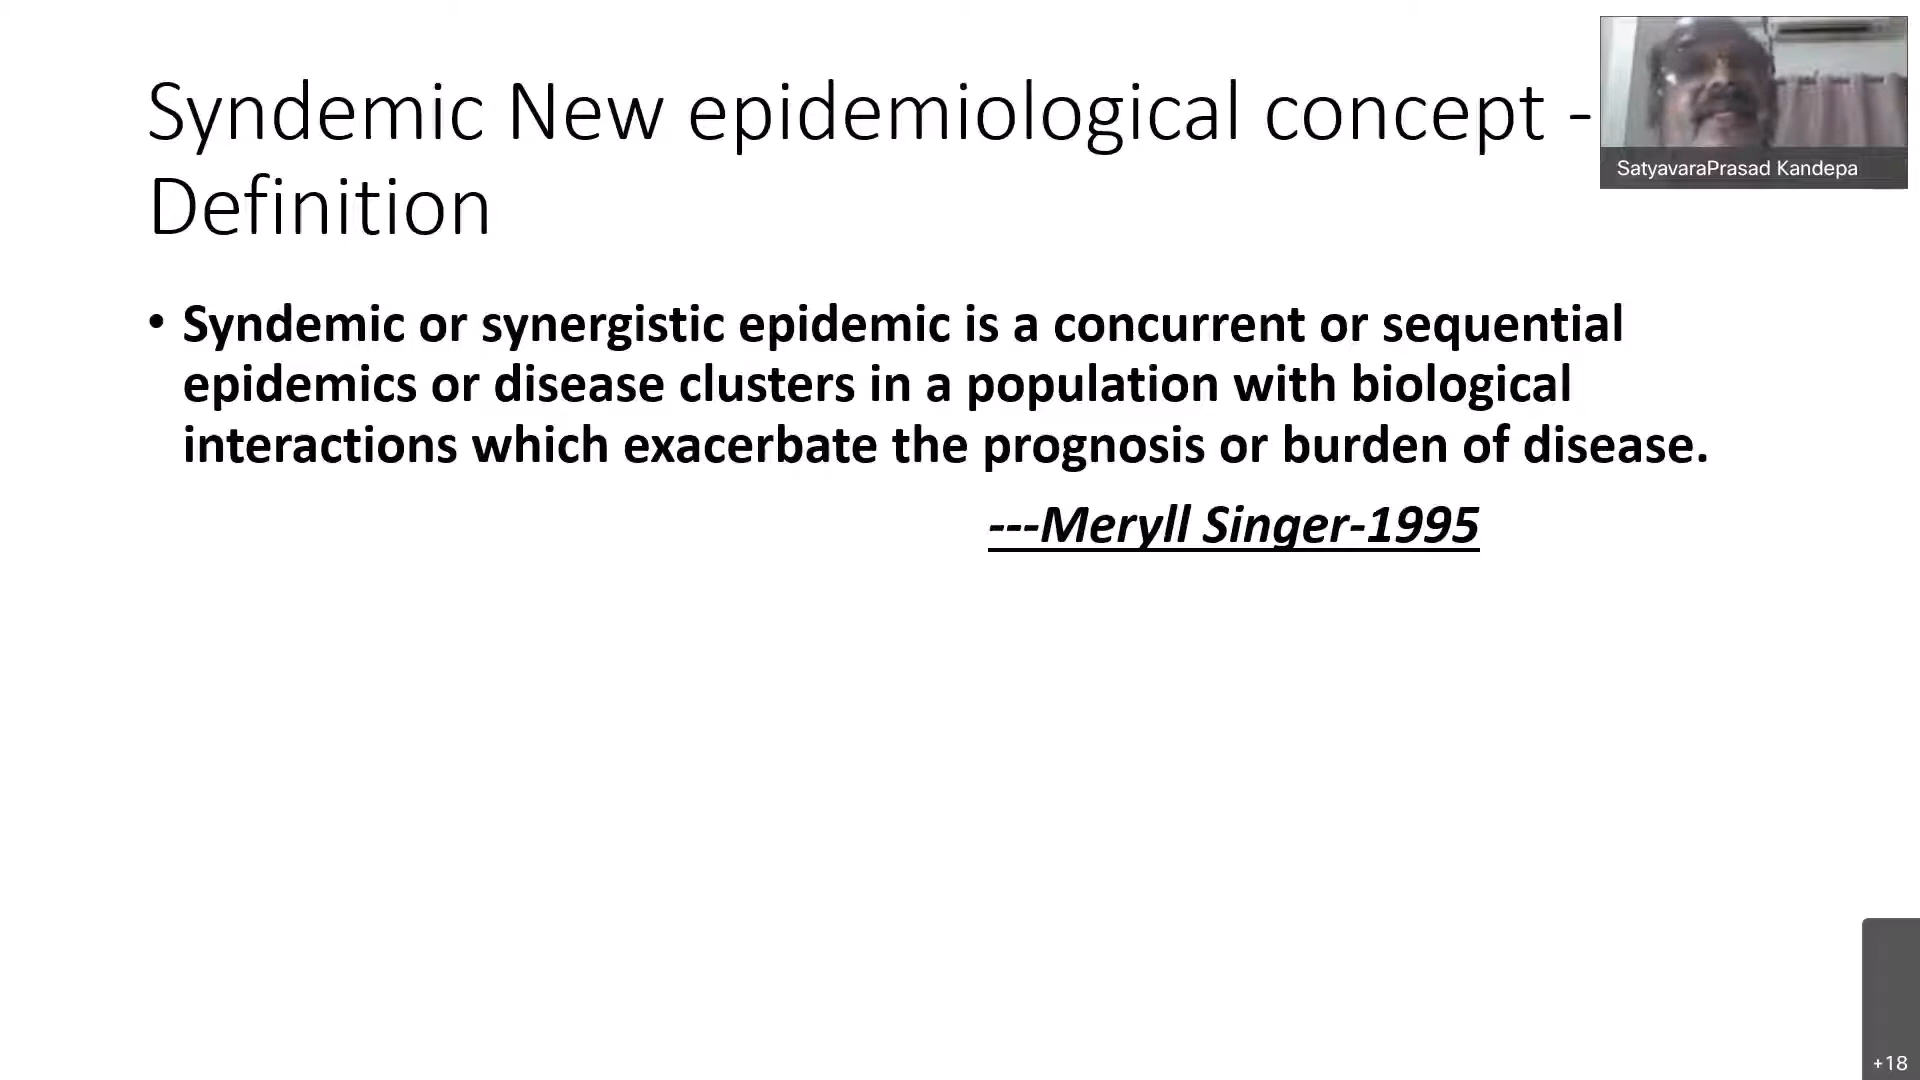 Syndemic New epidemiological concept -
Definition
SatyavaraPrasad Kandepa
• Syndemic or synergistic epidemic is a concurrent or sequential
epidemics or disease clusters in a population with biological
interactions which exacerbate the prognosis or burden of disease.
---Meryll Singer-1995
+18